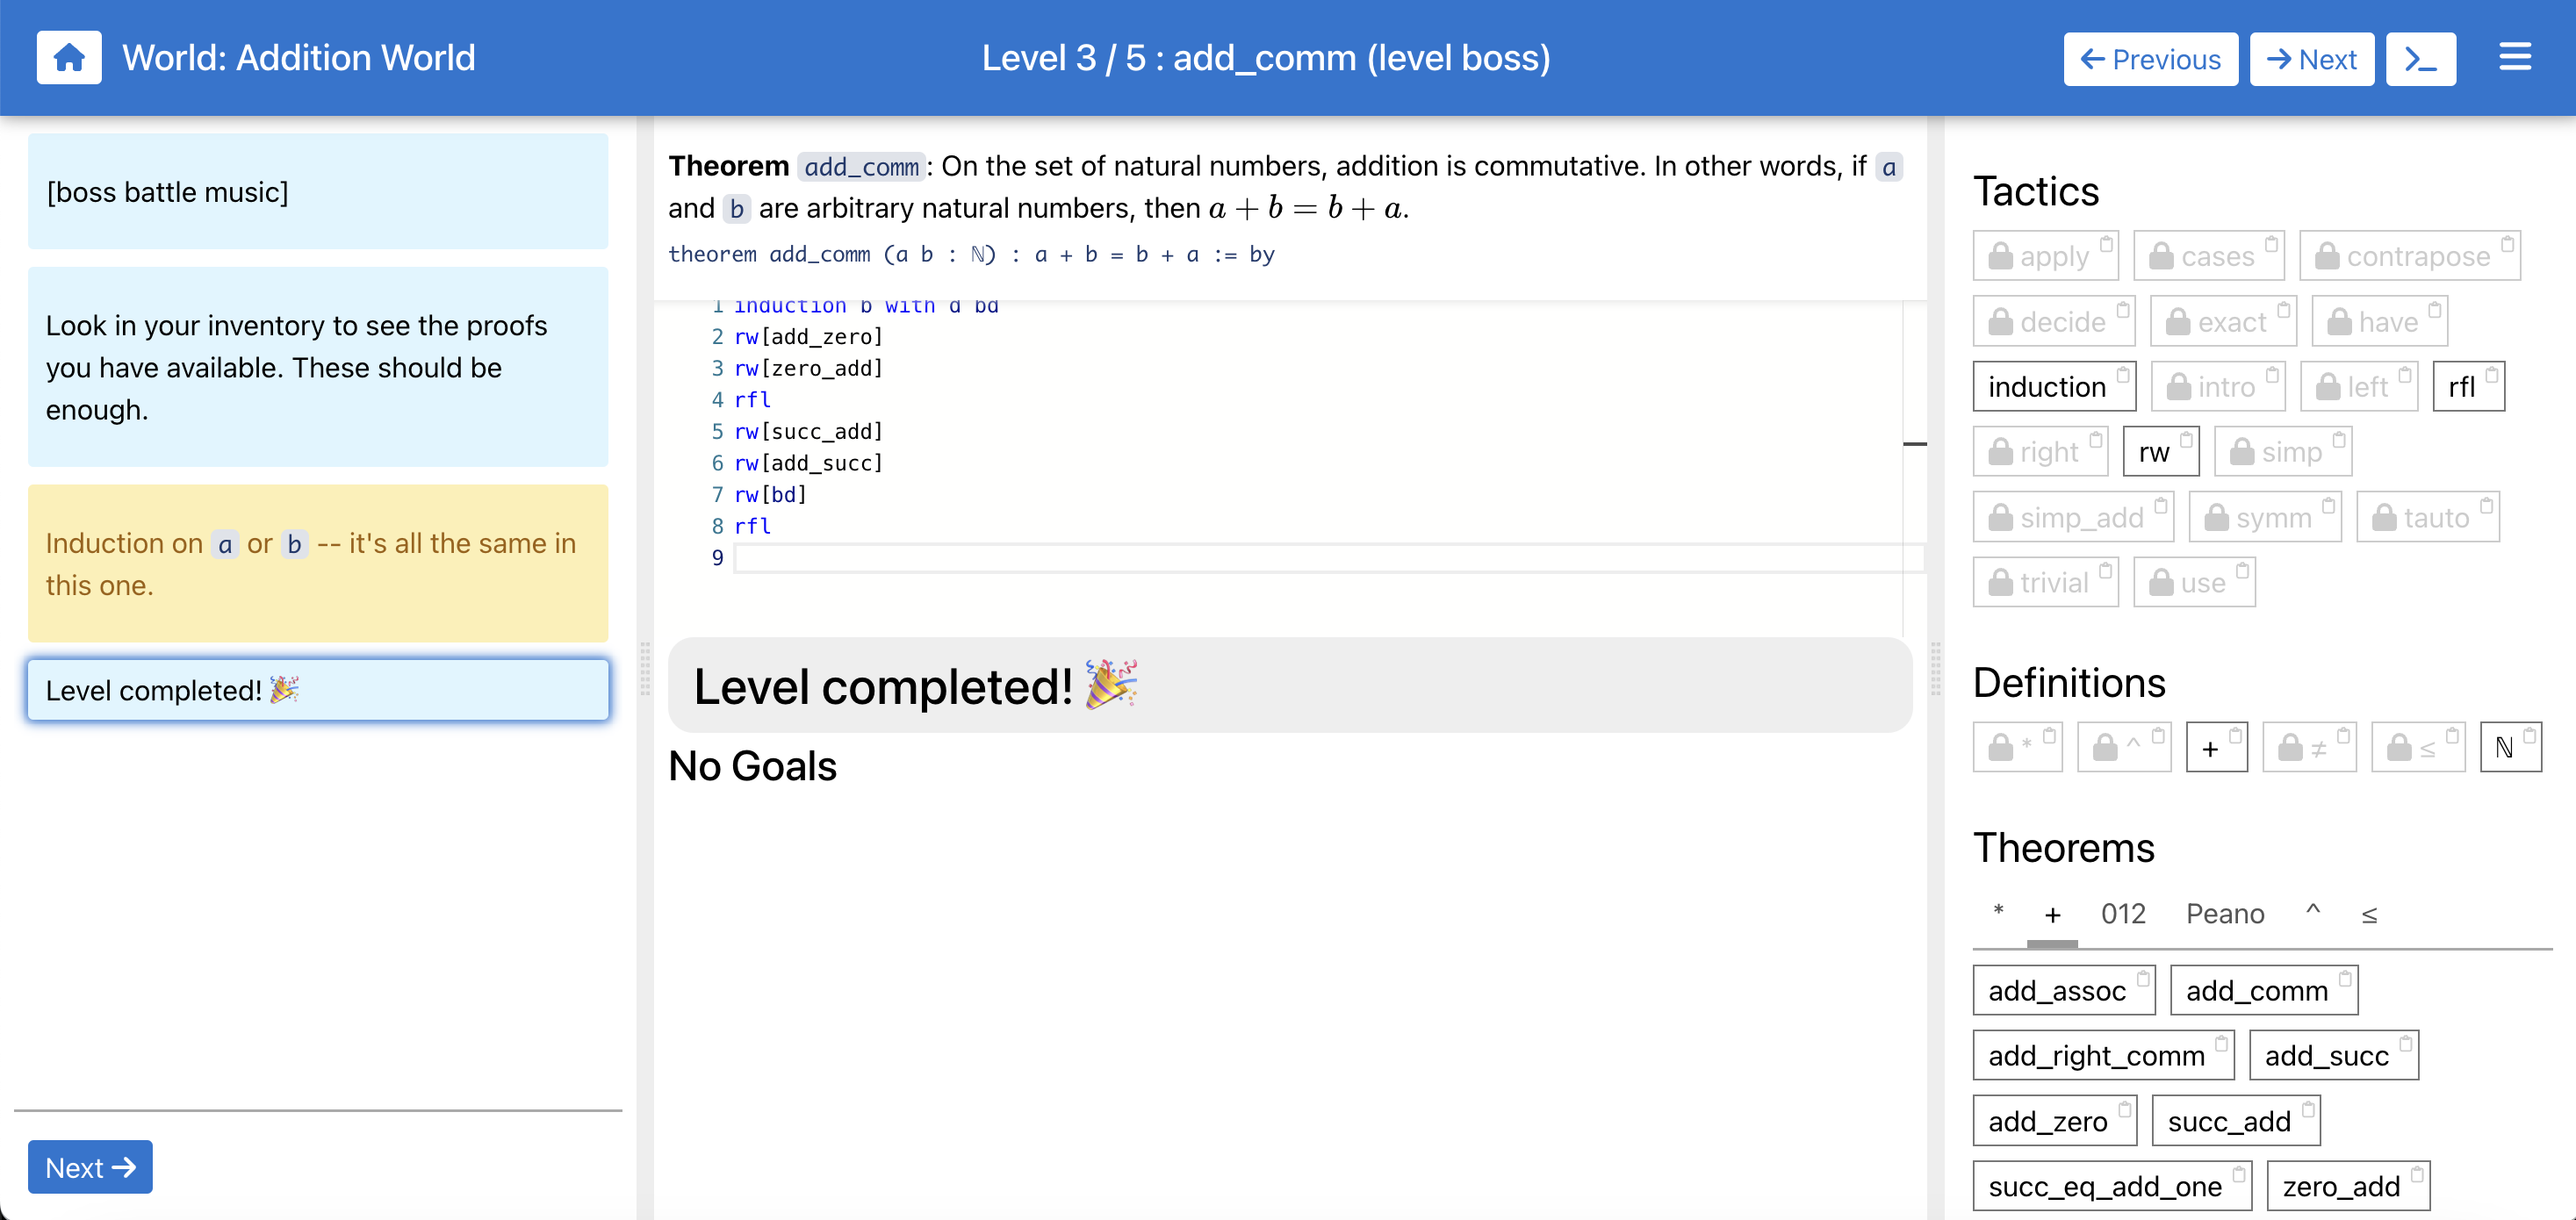 World: Addition World
Level 3 / 5 : add_comm (level boss)
Previous
Next
[boss battle music]
Look in your inventory to see the proofs
you have available. These should be
enough.
Induction on a or b -- it's all the same in
this one.
Level completed! 🎉
Next
Theorem add_comm: On the set of natural numbers, addition is commutative. In other words, if a
and b are arbitrary natural numbers, then a + b = b + a.
theorem add_comm (a b : ℕ) : a + b = b + a := by
1 induction b with d bd
2 rw[add_zero]
3 rw[zero_add]
4 rfl
5 rw[succ_add]
6 rw[add_succ]
7 rw[bd]
8 rfl
9
Level completed! 🎉
No Goals
Tactics
apply cases contrapose
decide exact have
induction intro left rfl
right rw simp
simp_add symm tauto
trivial use
Definitions
* ^ + ≠ ≤ ℕ
Theorems
* + 012 Peano ^ ≤
add_assoc add_comm
add_right_comm add_succ
add_zero succ_add
succ_eq_add_one zero_add